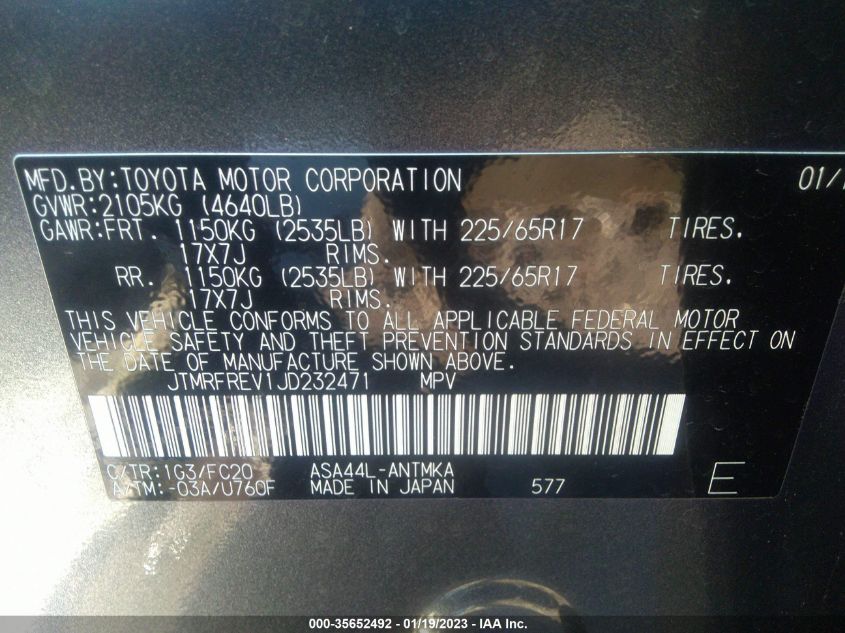 MFD.BY:TOYOTA MOTOR CORPORATION 01/
GVWR:2105KG (4640LB)
GAWR:FRT. 1150KG (2535LB) WITH 225/65R17 TIRES.
17X7J RIMS.
RR. 1150KG (2535LB) WITH 225/65R17 TIRES.
17X7J RIMS.
THIS VEHICLE CONFORMS TO ALL APPLICABLE FEDERAL MOTOR
VEHICLE SAFETY AND THEFT PREVENTION STANDARDS IN EFFECT ON
THE DATE OF MANUFACTURE SHOWN ABOVE.
JTMRFREV1JD232471 MPV
C/TR:1G3/FC20 ASA44L-ANTMKA
A/TM:-03A/U760F MADE IN JAPAN 577 E
000-35652492 - 01/19/2023 - IAA Inc.